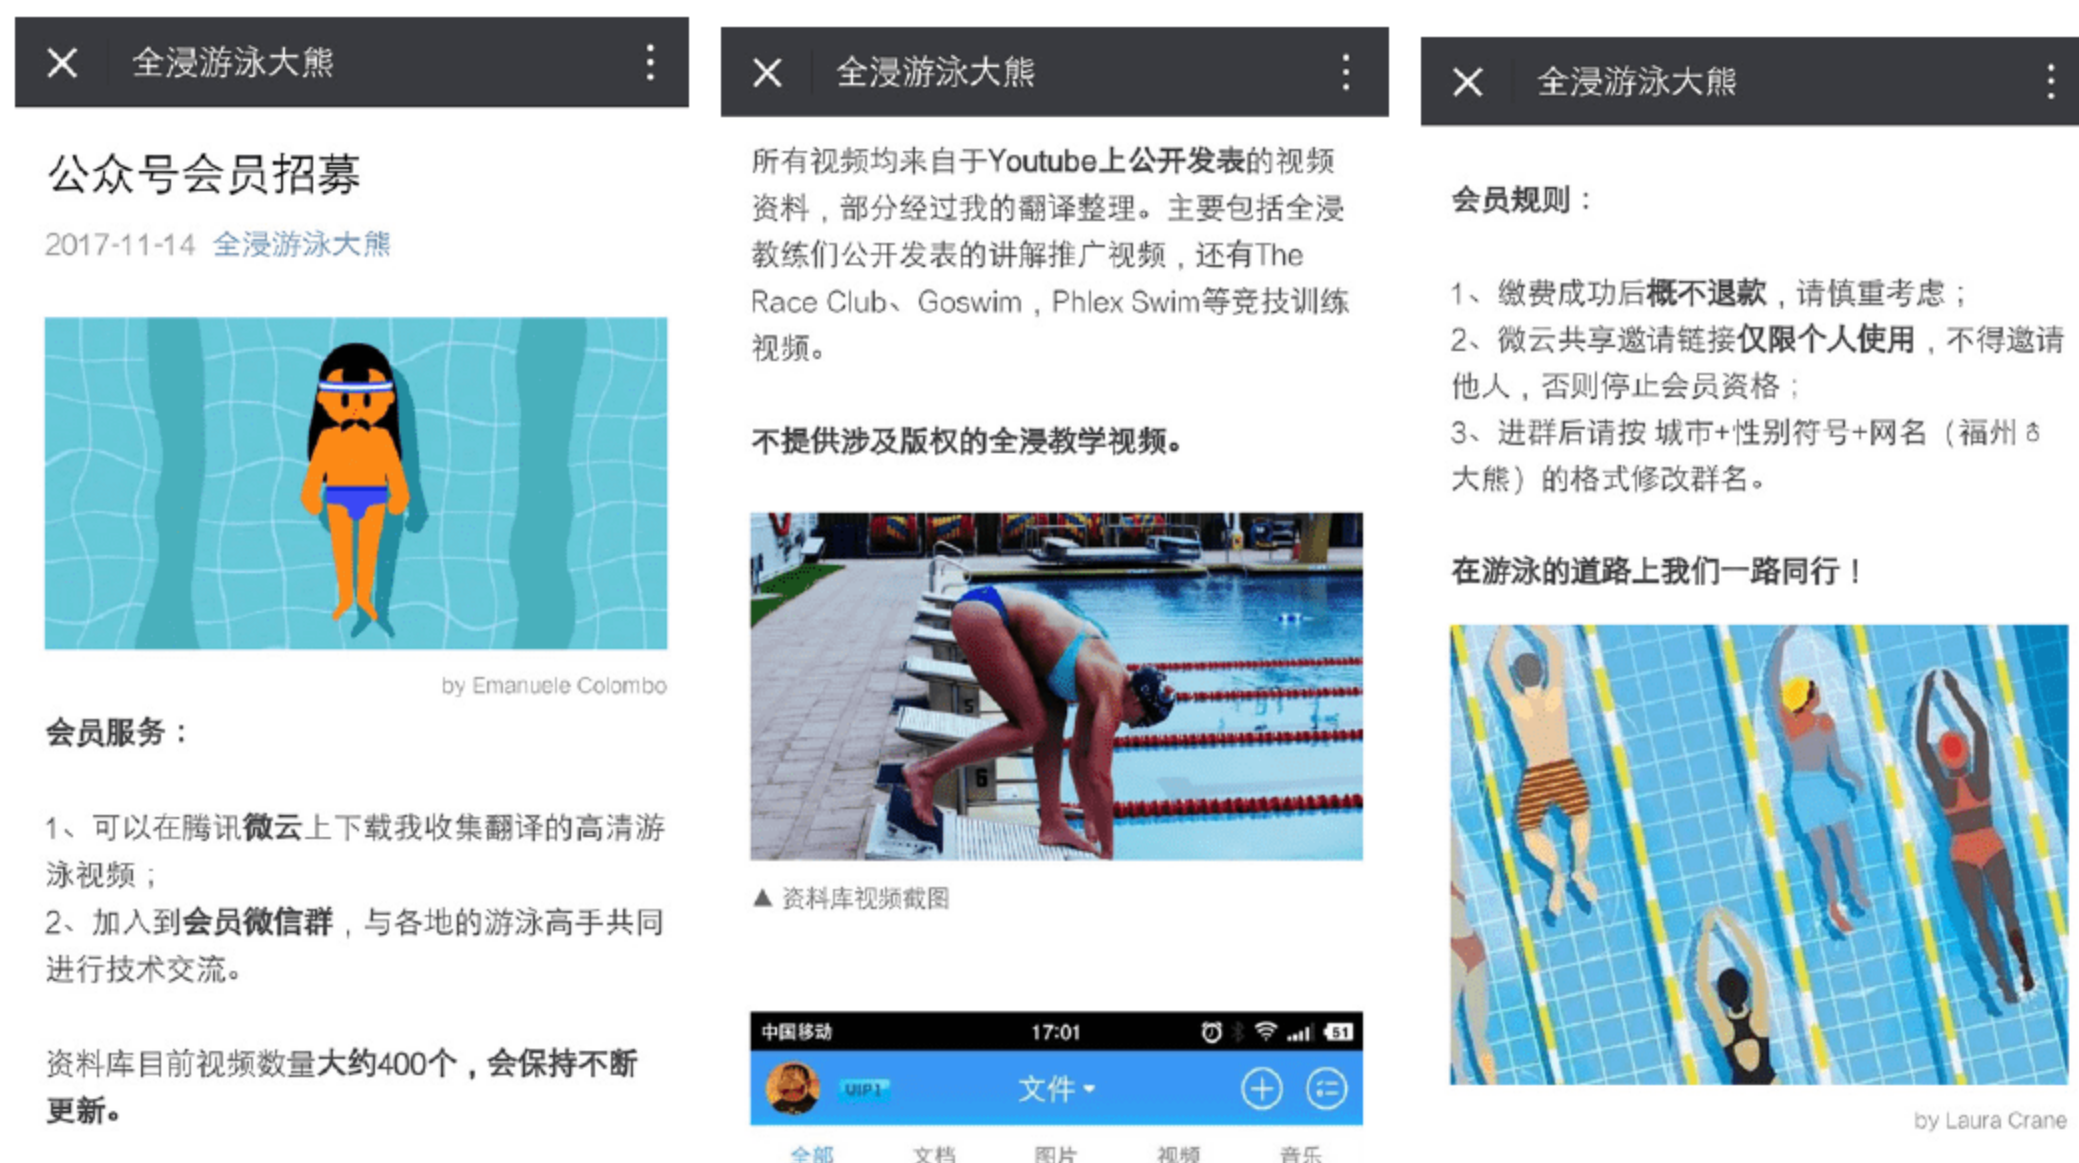 全浸游泳大熊
公众号会员招募
2017-11-14 全浸游泳大熊
by Emanuele Colombo
会员服务：
1、可以在腾讯微云上下载我收集翻译的高清游
泳视频；
2、加入到会员微信群，与各地的游泳高手共同
进行技术交流。
资料库目前视频数量大约400个，会保持不断
更新。
全浸游泳大熊
所有视频均来自于Youtube上公开发表的视频
资料，部分经过我的翻译整理。主要包括全浸
教练们公开发表的讲解推广视频，还有The
Race Club、Goswim，Phlex Swim等竞技训练
视频。
不提供涉及版权的全浸教学视频。
5
6
▲ 资料库视频截图
中国移动 17:01 51
VIP1 文件
全部 文档 图片 视频 音乐
全浸游泳大熊
会员规则：
1、缴费成功后概不退款，请慎重考虑；
2、微云共享邀请链接仅限个人使用，不得邀请
他人，否则停止会员资格；
3、进群后请按 城市+性别符号+网名（福州♂
大熊）的格式修改群名。
在游泳的道路上我们一路同行！
by Laura Crane